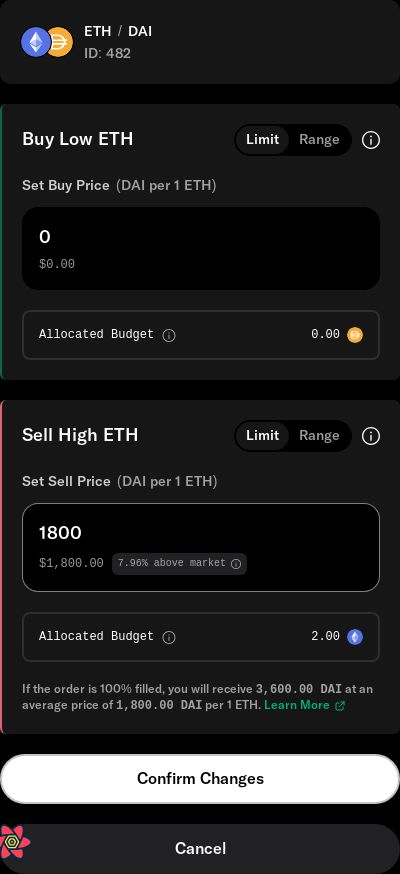 ETH / DAI
ID: 482
Buy Low ETH
Limit Range
Set Buy Price (DAI per 1 ETH)
0
$0.00
Allocated Budget 0.00
Sell High ETH
Limit Range
Set Sell Price (DAI per 1 ETH)
1800
$1,800.00 7.96% above market
Allocated Budget 2.00
If the order is 100% filled, you will receive 3,600.00 DAI at an
average price of 1,800.00 DAI per 1 ETH. Learn More
Confirm Changes
Cancel